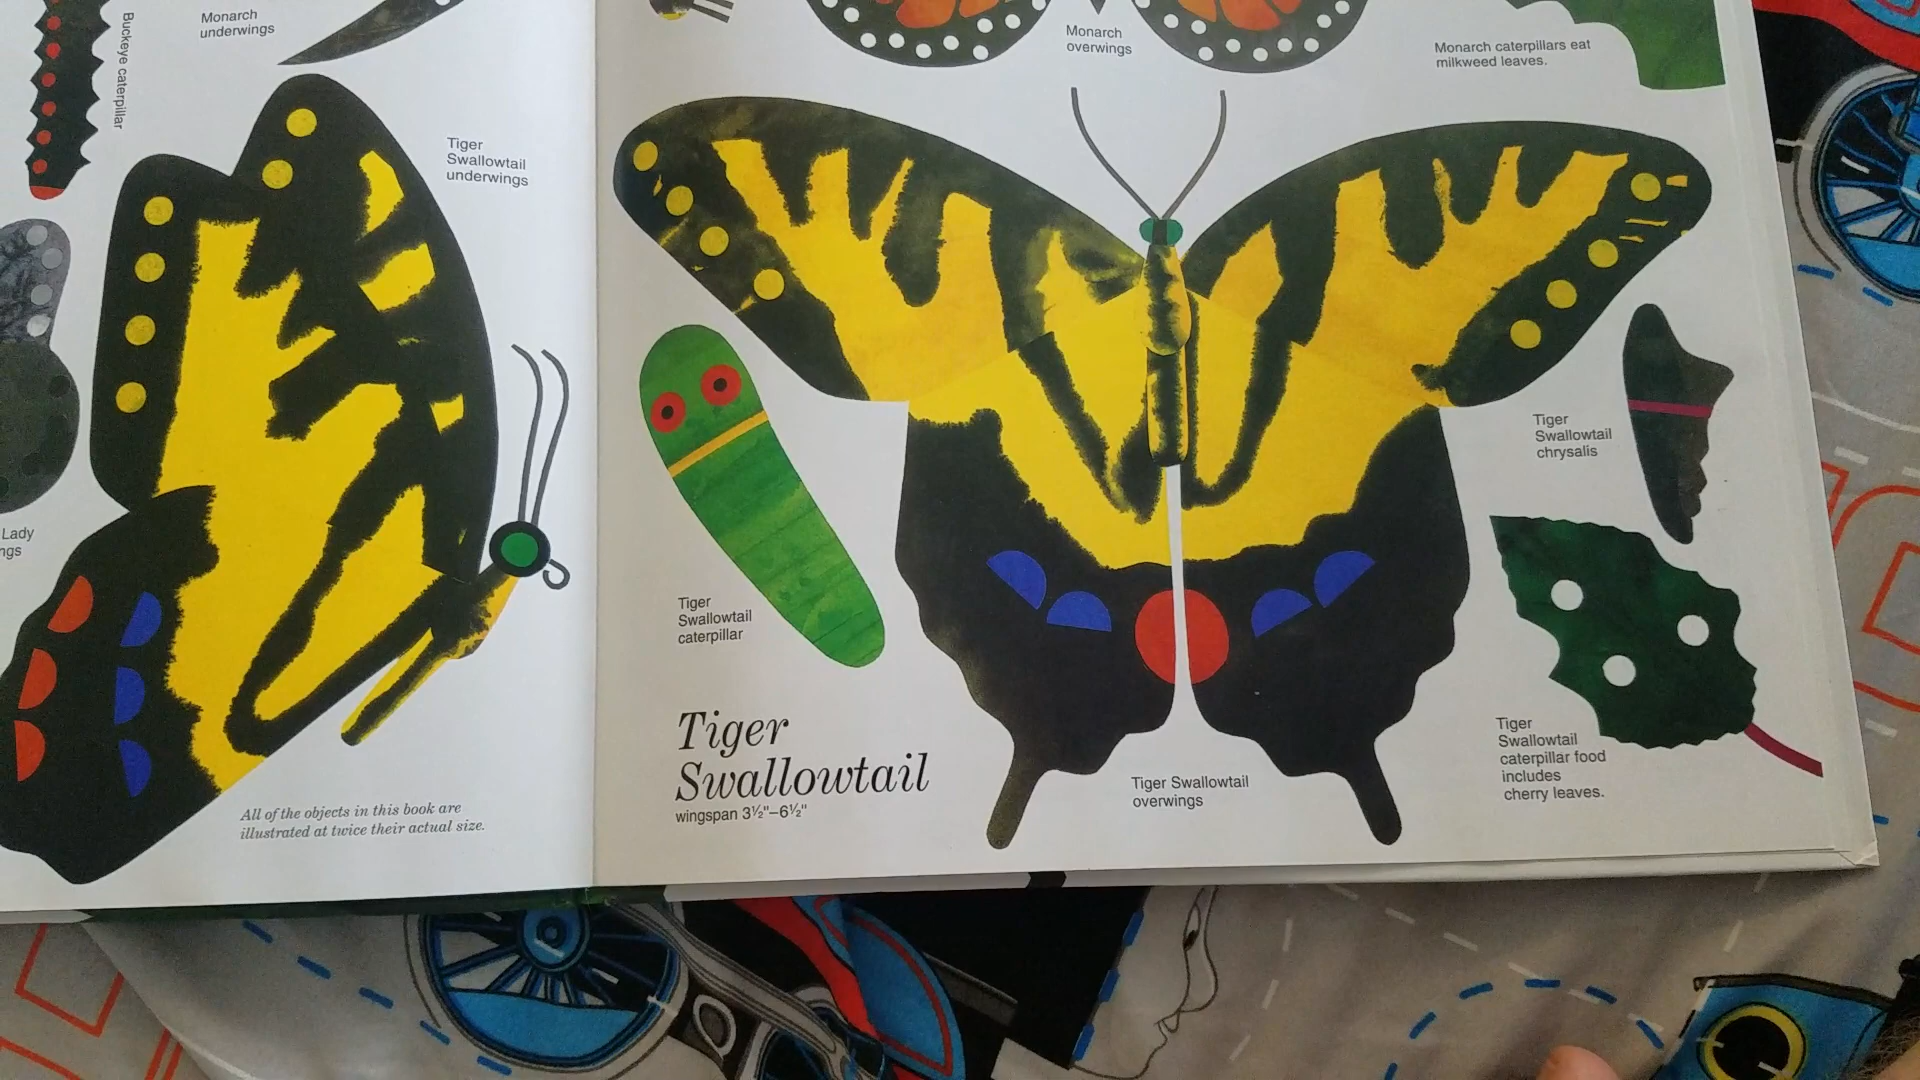 Monarch
underwings
Buckeye caterpillar
Tiger
Swallowtail
underwings
Lady
All of the objects in this book are
illustrated at twice their actual size.
Monarch
overwings
Monarch caterpillars eat
milkweed leaves.
Tiger
Swallowtail
chrysalis
Tiger
Swallowtail
caterpillar
Tiger
Swallowtail
wingspan 3½"–6½"
Tiger Swallowtail
overwings
Tiger
Swallowtail
caterpillar food
includes
cherry leaves.